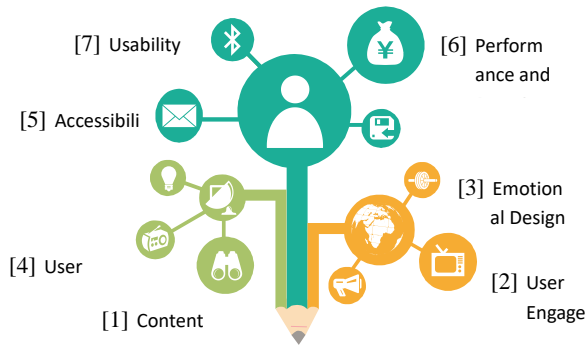 [7] Usability
[6] Perform
ance and
[5] Accessibili
[3] Emotion
al Design
[4] User
[2] User
Engage
[1] Content
¥